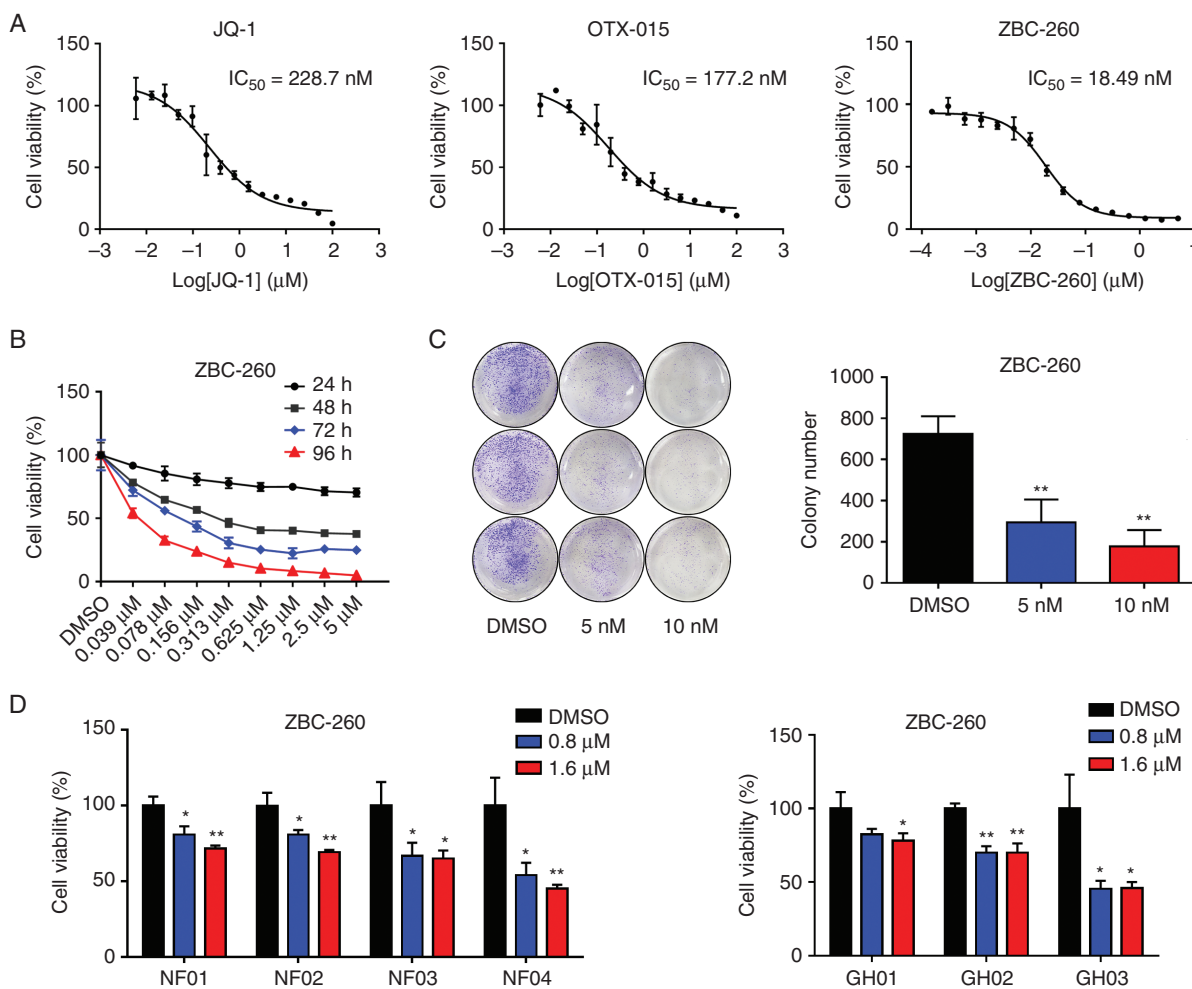 A
JQ-1
IC50 = 228.7 nM
Cell viability (%)
150
100
50
0
−3 −2 −1 0 1 2 3
Log[JQ-1] (μM)
OTX-015
IC50 = 177.2 nM
Cell viability (%)
150
100
50
0
−3 −2 −1 0 1 2 3
Log[OTX-015] (μM)
ZBC-260
IC50 = 18.49 nM
Cell viability (%)
150
100
50
0
−4 −3 −2 −1 0 1
Log[ZBC-260] (μM)
B
ZBC-260
24 h
48 h
72 h
96 h
Cell viability (%)
150
100
50
0
DMSO
0.039 μM
0.078 μM
0.156 μM
0.313 μM
0.625 μM
1.25 μM
2.5 μM
5 μM
C
DMSO 5 nM 10 nM
ZBC-260
Colony number
1000
800
600
400
200
0
**
**
DMSO 5 nM 10 nM
D
ZBC-260
DMSO
0.8 μM
1.6 μM
Cell viability (%)
150
100
50
0
* ** * ** * * * **
NF01 NF02 NF03 NF04
ZBC-260
DMSO
0.8 μM
1.6 μM
Cell viability (%)
150
100
50
0
* ** ** * *
GH01 GH02 GH03